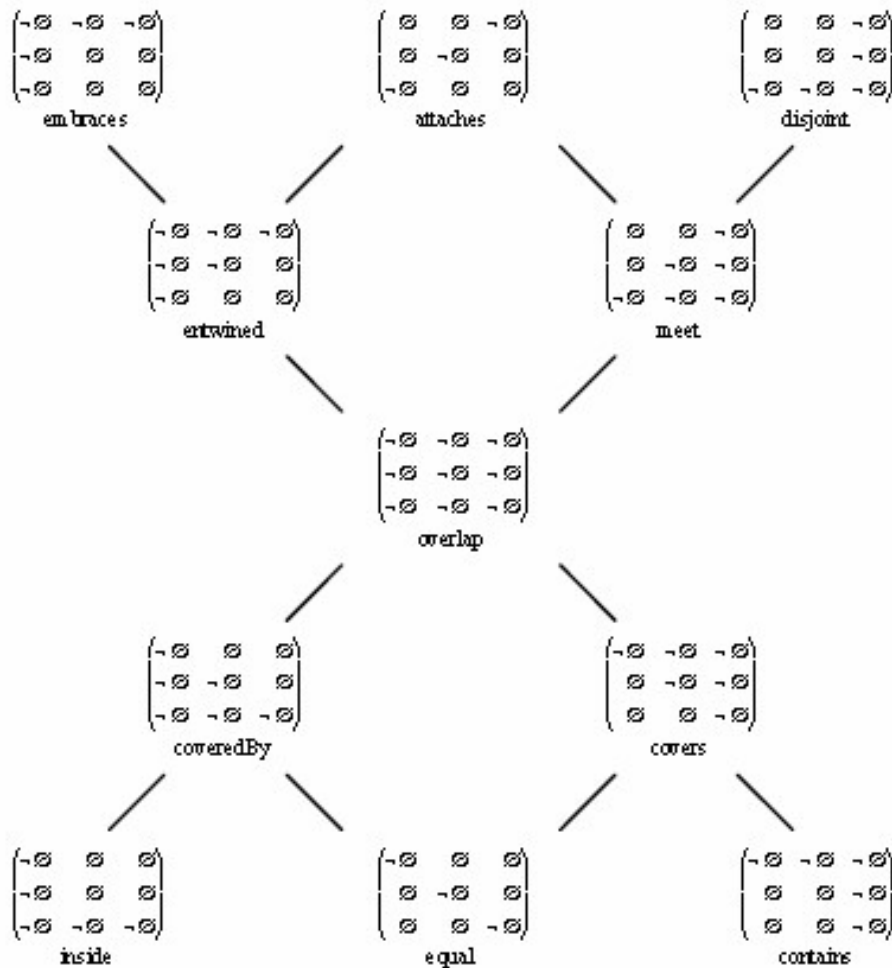 ¬∅ ¬∅ ¬∅
¬∅ ∅ ∅
¬∅ ∅ ∅
embraces
∅ ∅ ¬∅
∅ ¬∅ ∅
¬∅ ∅ ∅
attaches
∅ ∅ ¬∅
∅ ∅ ¬∅
¬∅ ¬∅ ¬∅
disjoint
¬∅ ¬∅ ¬∅
¬∅ ¬∅ ∅
¬∅ ∅ ∅
entwined
∅ ∅ ¬∅
∅ ¬∅ ¬∅
¬∅ ¬∅ ¬∅
meet
¬∅ ¬∅ ¬∅
¬∅ ¬∅ ¬∅
¬∅ ¬∅ ¬∅
overlap
¬∅ ∅ ∅
¬∅ ¬∅ ∅
¬∅ ¬∅ ¬∅
coveredBy
¬∅ ¬∅ ¬∅
∅ ¬∅ ¬∅
∅ ∅ ¬∅
covers
¬∅ ∅ ∅
¬∅ ∅ ∅
¬∅ ¬∅ ¬∅
inside
¬∅ ∅ ∅
∅ ¬∅ ∅
∅ ∅ ¬∅
equal
¬∅ ¬∅ ¬∅
∅ ∅ ¬∅
∅ ∅ ¬∅
contains